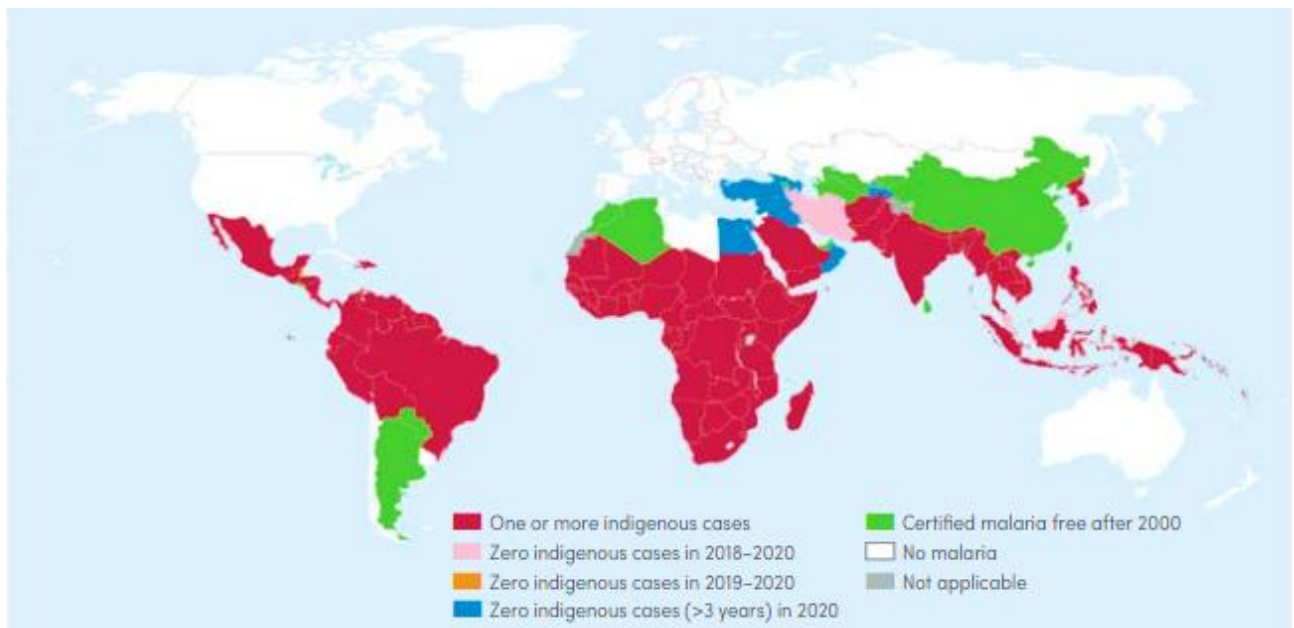 One or more indigenous cases
Zero indigenous cases in 2018–2020
Zero indigenous cases in 2019–2020
Zero indigenous cases (>3 years) in 2020
Certified malaria free after 2000
No malaria
Not applicable